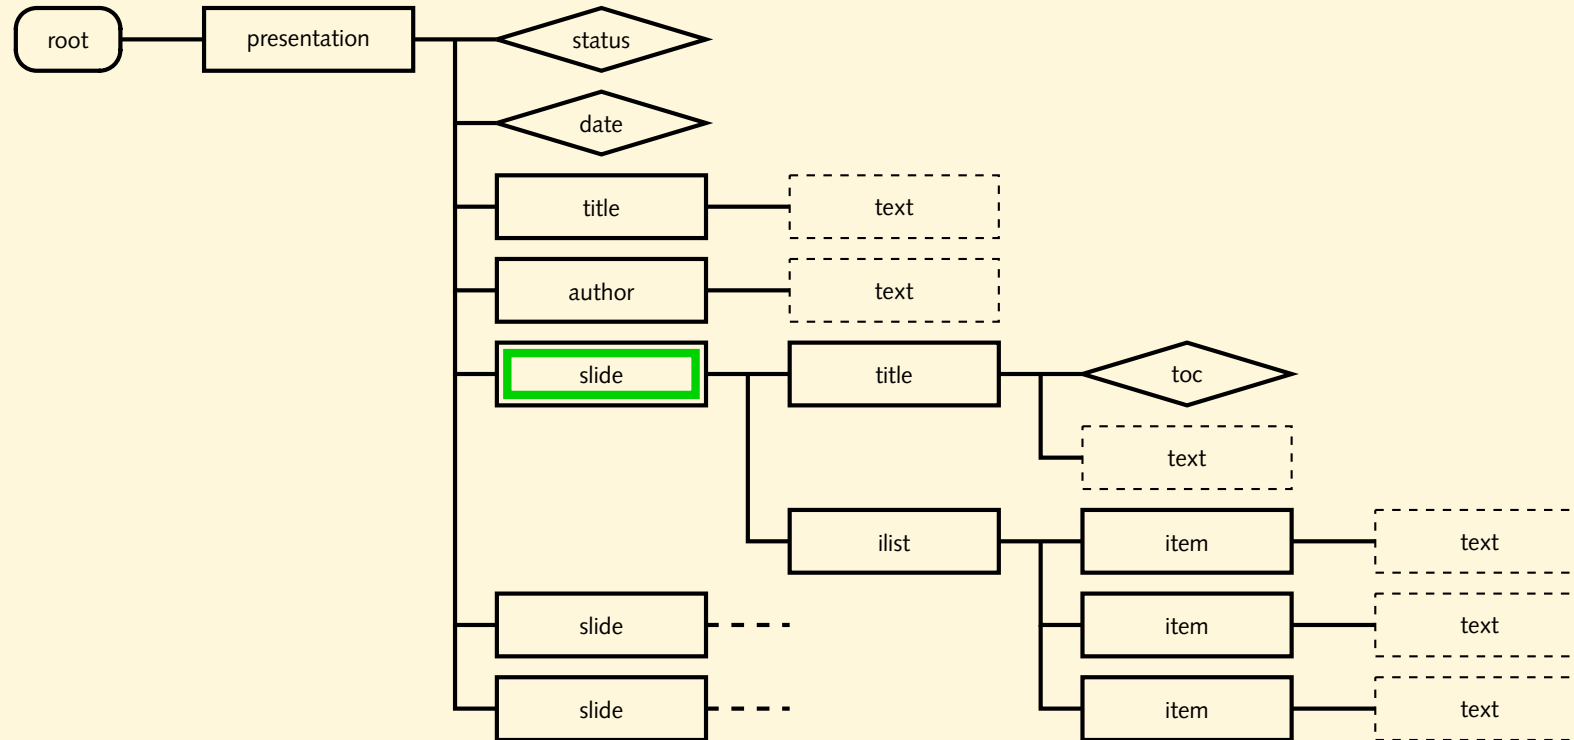 root presentation status
date
title text
author text
slide title toc
text
ilist item text
slide item text
slide item text